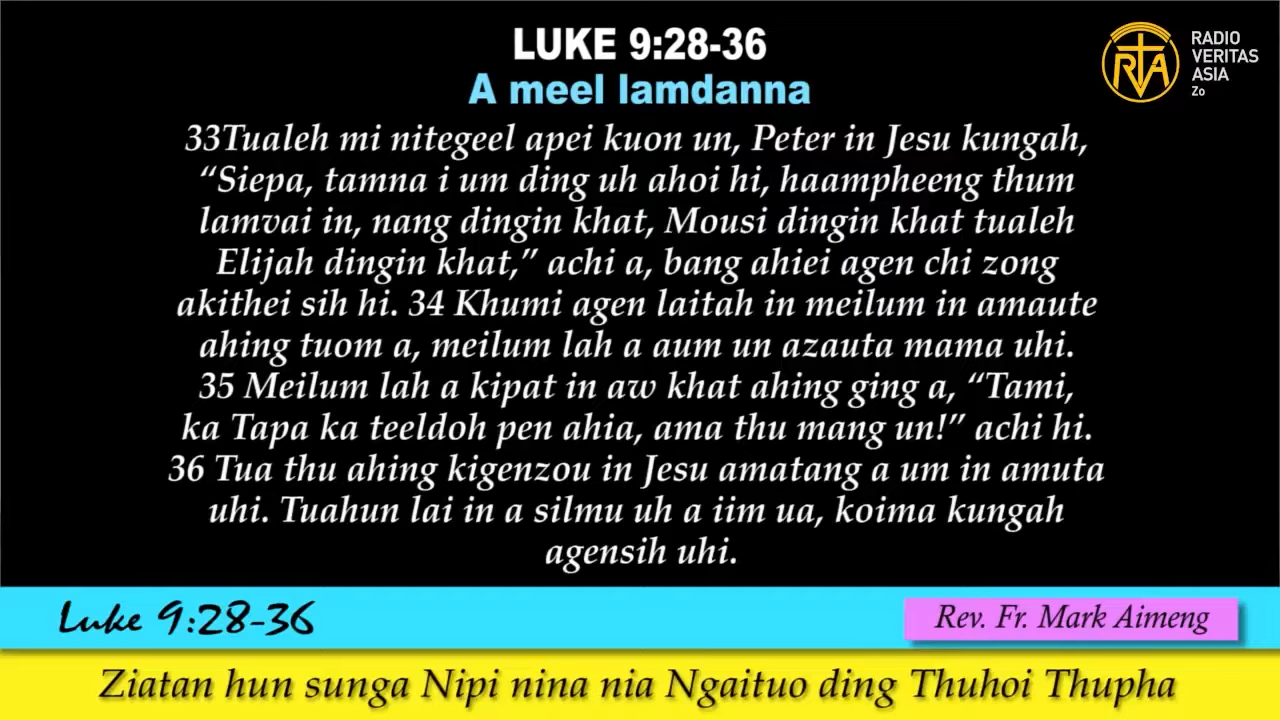 LUKE 9:28-36
A meel lamdanna
RADIO
VERITAS
ASIA
Zo
RVA
33Tualeh mi nitegeel apei kuon un, Peter in Jesu kungah,
“Siepa, tamna i um ding uh ahoi hi, haampheeng thum
lamvai in, nang dingin khat, Mousi dingin khat tualeh
Elijah dingin khat,” achi a, bang ahiei agen chi zong
akithei sih hi. 34 Khumi agen laitah in meilum in amaute
ahing tuom a, meilum lah a aum un azauta mama uhi.
35 Meilum lah a kipat in aw khat ahing ging a, “Tami,
ka Tapa ka teeldoh pen ahia, ama thu mang un!” achi hi.
36 Tua thu ahing kigenzou in Jesu amatang a um in amuta
uhi. Tuahun lai in a silmu uh a iim ua, koima kungah
agensih uhi.
Luke 9:28-36
Rev. Fr. Mark Aimeng
Ziatan hun sunga Nipi nina nia Ngaituo ding Thuhoi Thupha